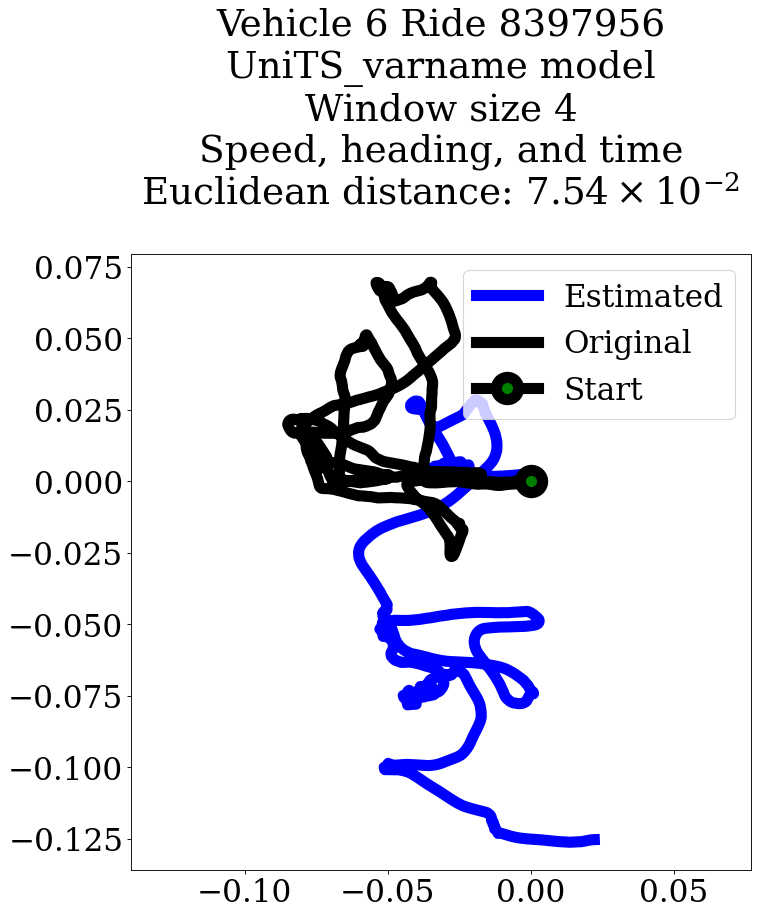 Vehicle 6 Ride 8397956
UniTS_varname model
Window size 4
Speed, heading, and time
Euclidean distance: 7.54 × 10⁻²
Estimated
Original
Start
0.075
0.050
0.025
0.000
−0.025
−0.050
−0.075
−0.100
−0.125
−0.10
−0.05
0.00
0.05